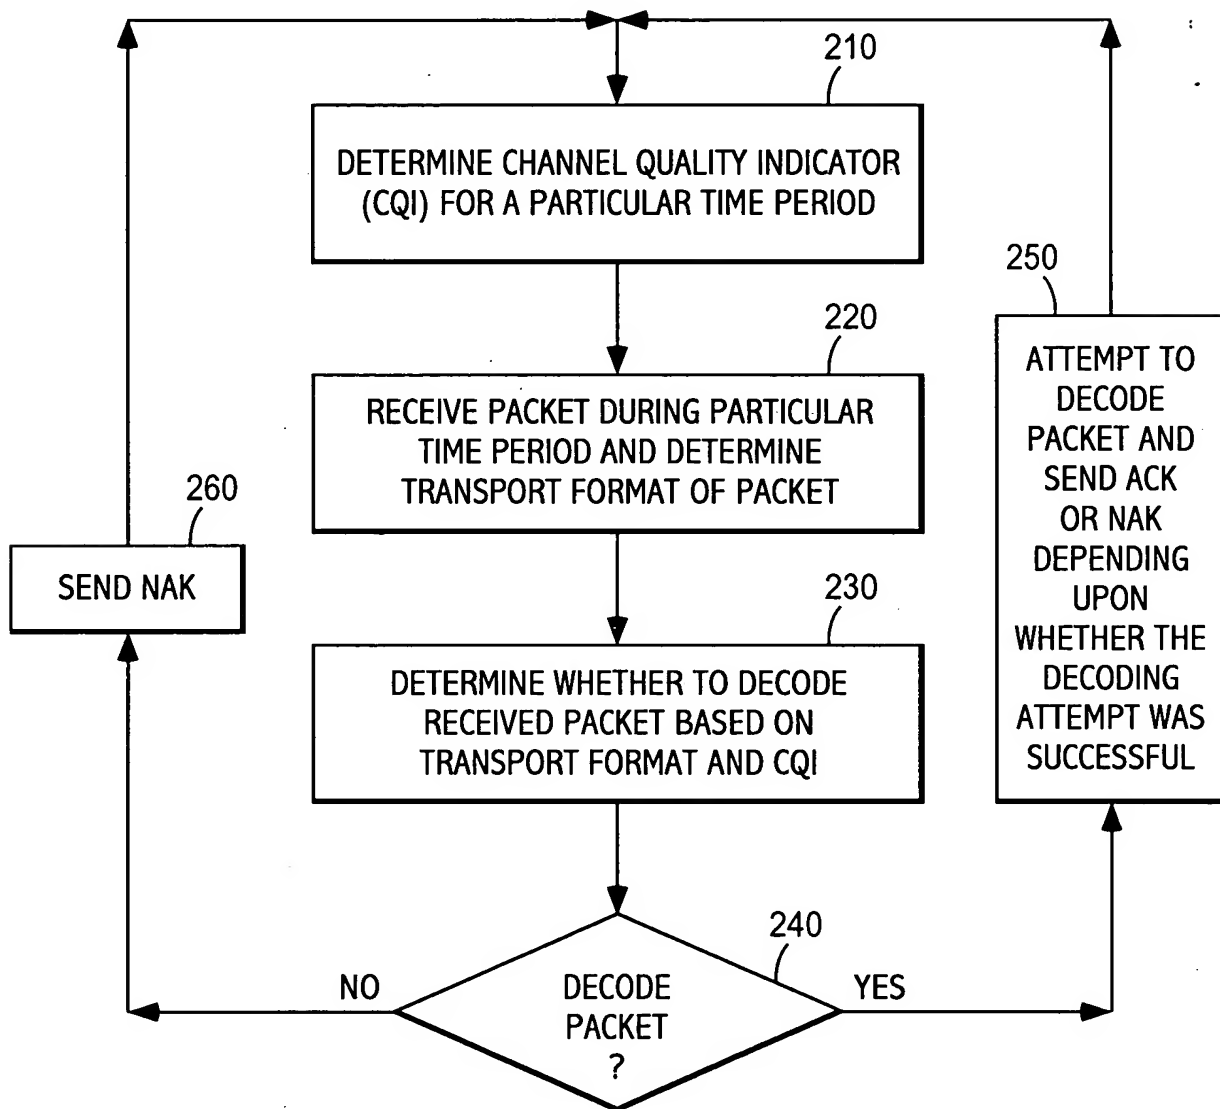 210
DETERMINE CHANNEL QUALITY INDICATOR
(CQI) FOR A PARTICULAR TIME PERIOD
220
RECEIVE PACKET DURING PARTICULAR
TIME PERIOD AND DETERMINE
TRANSPORT FORMAT OF PACKET
230
DETERMINE WHETHER TO DECODE
RECEIVED PACKET BASED ON
TRANSPORT FORMAT AND CQI
240
DECODE
PACKET
?
NO
YES
260
SEND NAK
250
ATTEMPT TO
DECODE
PACKET AND
SEND ACK
OR NAK
DEPENDING
UPON
WHETHER THE
DECODING
ATTEMPT WAS
SUCCESSFUL